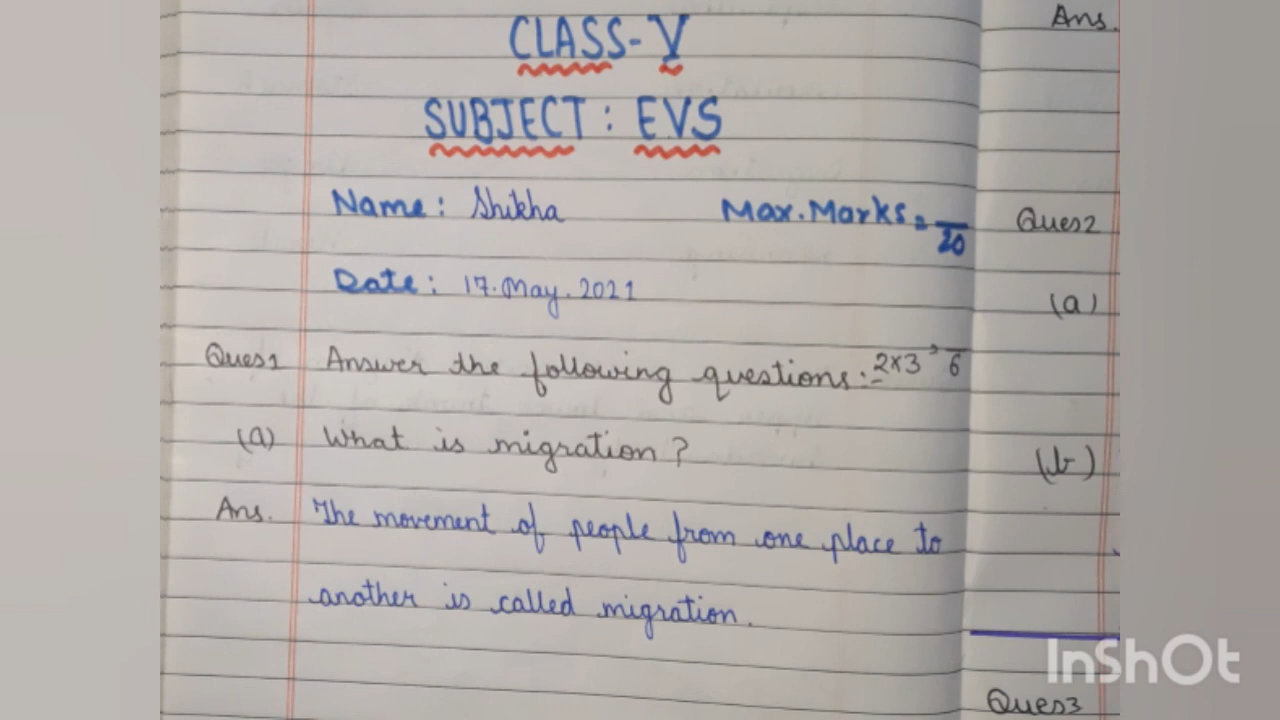 CLASS-V
SUBJECT: EVS
Name: Shikha Max. Marks = /20
Date: 17. May. 2021
Ques1 Answer the following questions:- 2x3 = 6
(a) What is migration?
Ans. The movement of people from one place to
another is called migration.
Ans.
Ques2
(a)
(b)
Ques3
InShOt